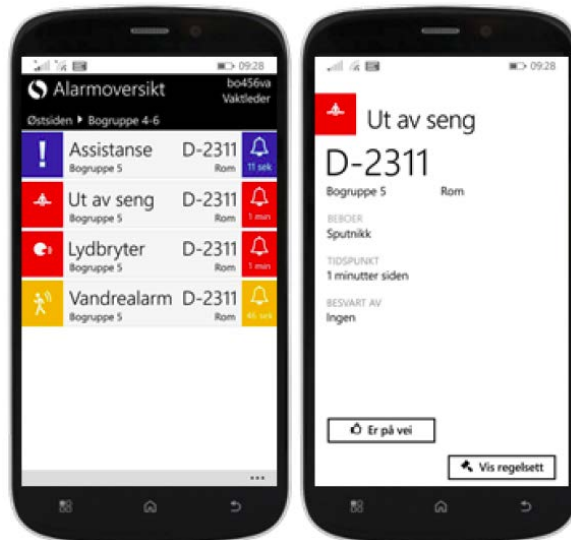 09:28
Alarmoversikt
bo456va
Vaktleder
Østsiden Bogruppe 4-6
Assistanse D-2311
Bogruppe 5 Rom 11 sek
Ut av seng D-2311
Bogruppe 5 Rom 1 min
Lydbryter D-2311
Bogruppe 5 Rom 1 min
Vandrealarm D-2311
Bogruppe 5 Rom 46 sek
...
09:28
Ut av seng
D-2311
Bogruppe 5 Rom
BEBOER
Sputnikk
TIDSPUNKT
1 minutter siden
BESVART AV
Ingen
Er på vei
Vis regelsett